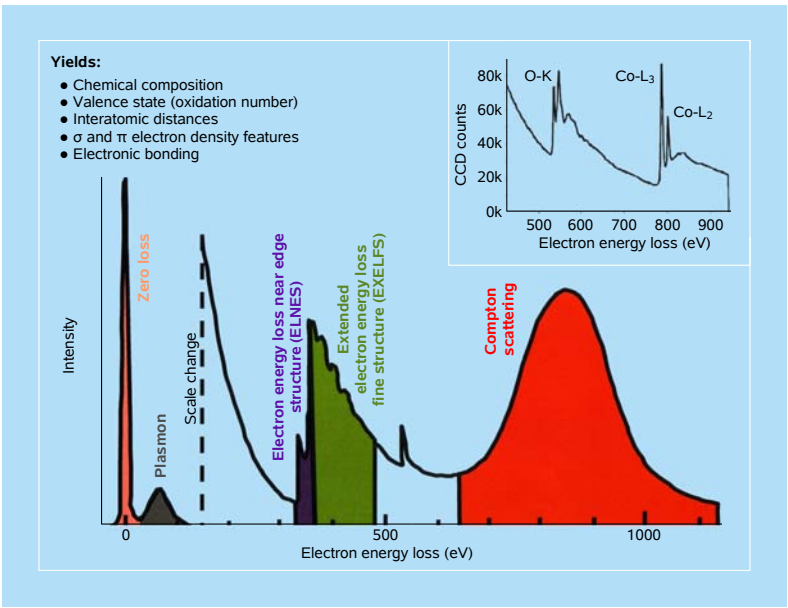 Yields:
● Chemical composition
● Valence state (oxidation number)
● Interatomic distances
● σ and π electron density features
● Electronic bonding
CCD counts
80k
60k
40k
20k
0k
O-K
Co-L₃
Co-L₂
500 600 700 800 900
Electron energy loss (eV)
Intensity
Zero loss
Plasmon
Scale change
Electron energy loss near edge
structure (ELNES)
Extended
electron energy loss
fine structure (EXELFS)
Compton
scattering
0 500 1000
Electron energy loss (eV)